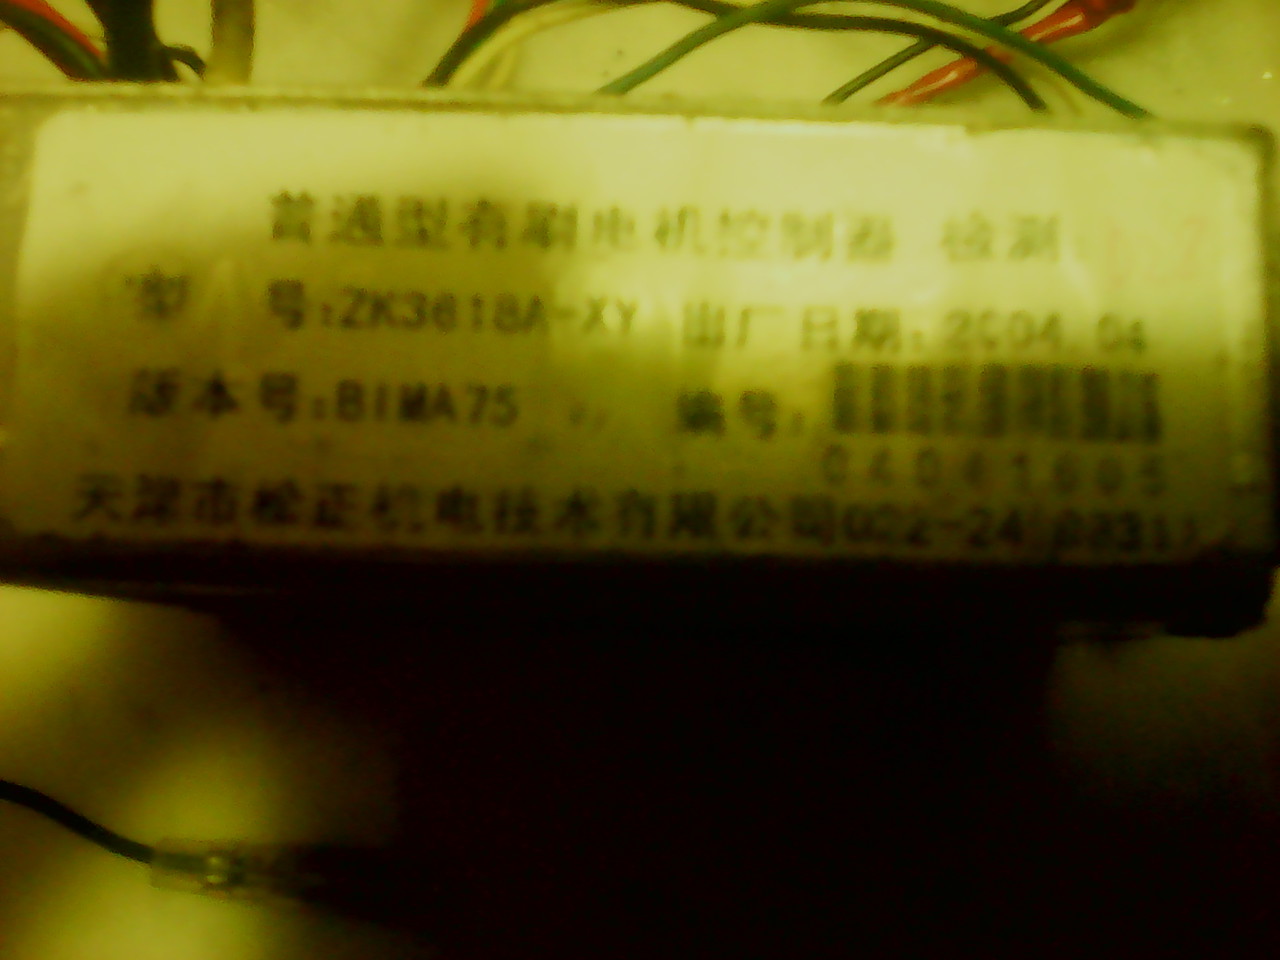 普通型有刷电机控制器 检测
型 号:ZK3618A-XY 出厂日期:2004.04
版本号:BIMA75 编号:
04041605
天津市松正机电技术有限公司022-24